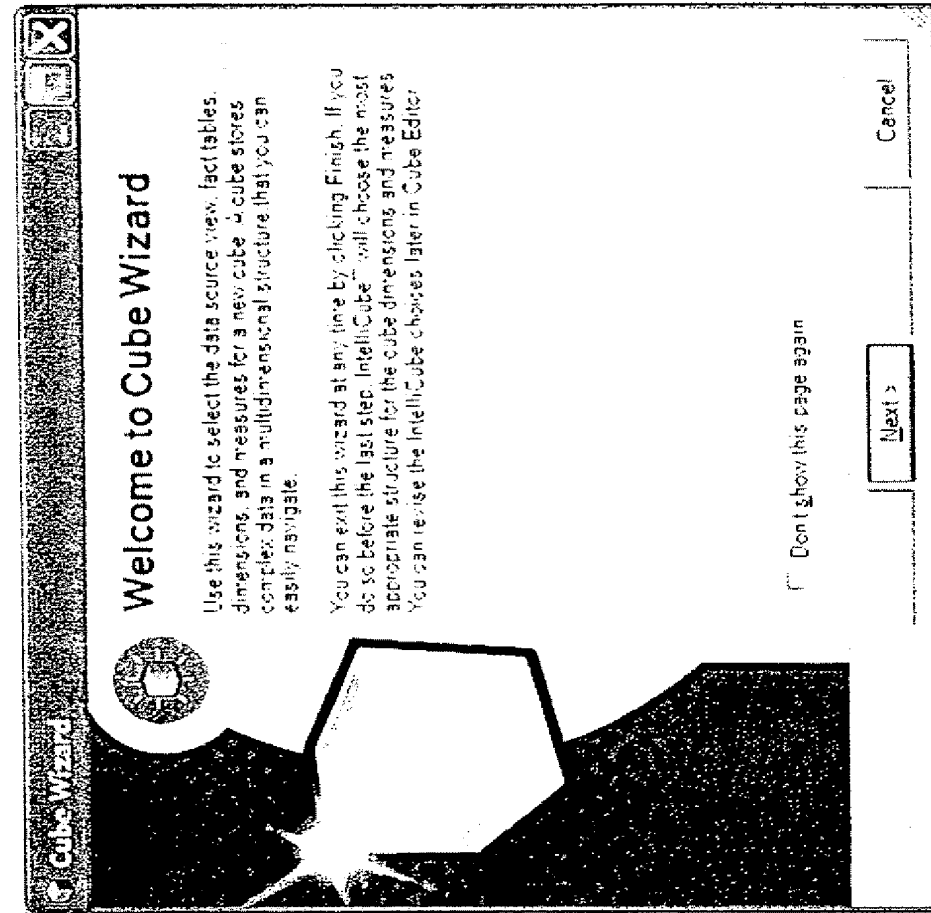 Cube Wizard
Welcome to Cube Wizard
Use this wizard to select the data source view, fact tables,
dimensions, and measures for a new cube. A cube stores
complex data in a multidimensional structure that you can
easily navigate.
You can exit this wizard at any time by clicking Finish. If you
do so before the last step, IntelliCube™ will choose the most
appropriate structure for the cube dimensions and measures
You can revise the IntelliCube choices later in Cube Editor
Don't show this page again
Next >
Cancel